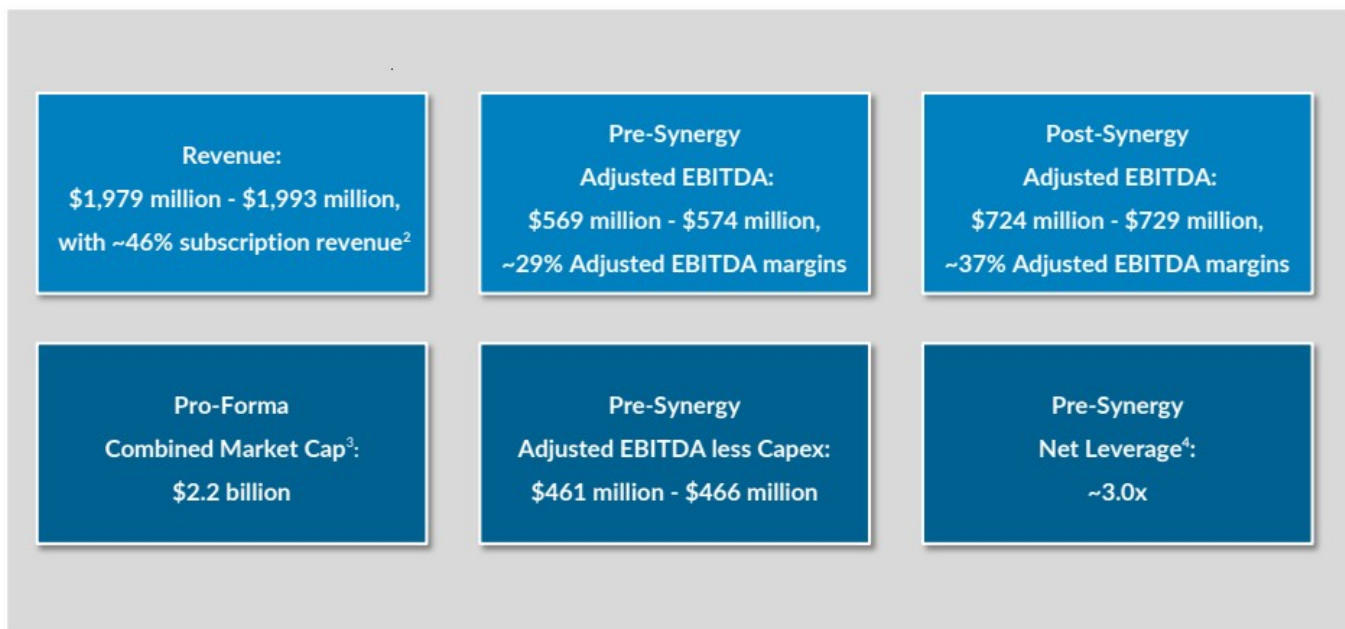 Revenue:
$1,979 million - $1,993 million,
with ~46% subscription revenue²
Pre-Synergy
Adjusted EBITDA:
$569 million - $574 million,
~29% Adjusted EBITDA margins
Post-Synergy
Adjusted EBITDA:
$724 million - $729 million,
~37% Adjusted EBITDA margins
Pro-Forma
Combined Market Cap³:
$2.2 billion
Pre-Synergy
Adjusted EBITDA less Capex:
$461 million - $466 million
Pre-Synergy
Net Leverage⁴:
~3.0x